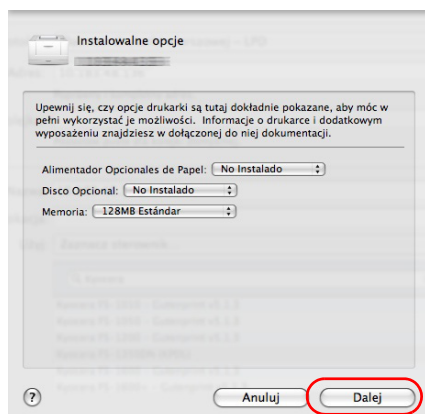 Instalowalne opcje
Upewnij się, czy opcje drukarki są tutaj dokładnie pokazane, aby móc w
pełni wykorzystać je możliwości. Informacje o drukarce i dodatkowym
wyposażeniu znajdziesz w dołączonej do niej dokumentacji.
Alimentador Opcionales de Papel: No Instalado
Disco Opcional: No Instalado
Memoria: 128MB Estándar
? Anuluj Dalej